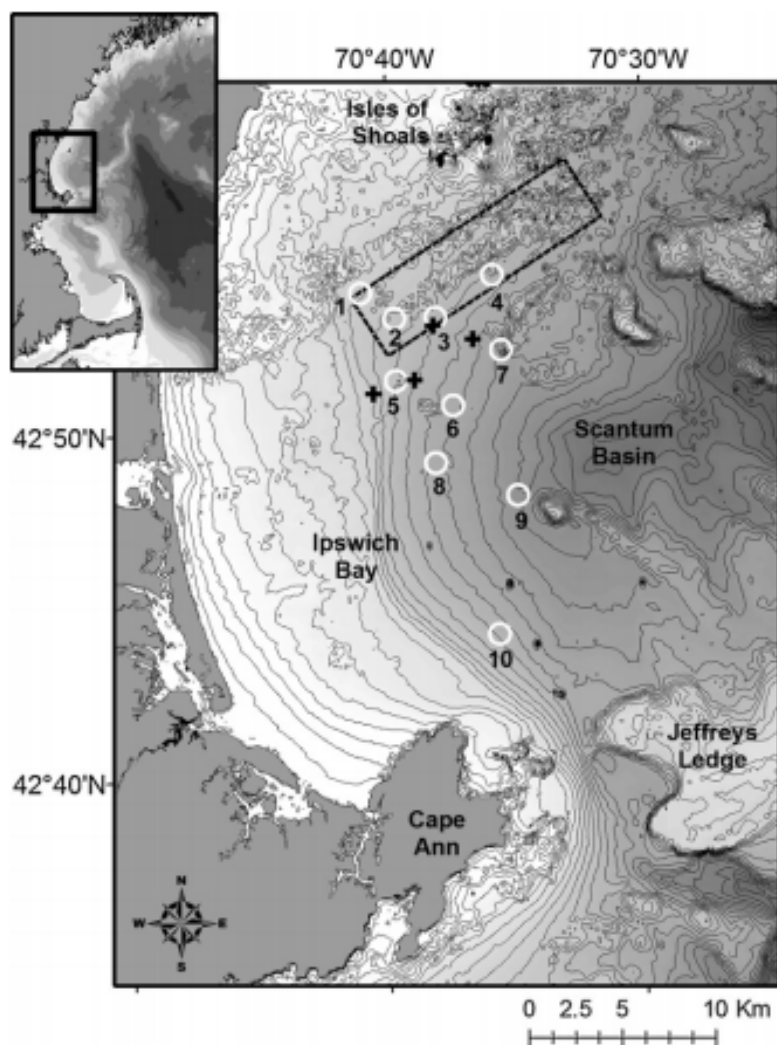 70°40'W 70°30'W
Isles of
Shoals
1
2
3
4
5
6
7
8
9
10
42°50'N
Scantum
Basin
Ipswich
Bay
Jeffreys
Ledge
42°40'N
Cape
Ann
N
W E
S
0 2.5 5 10 Km